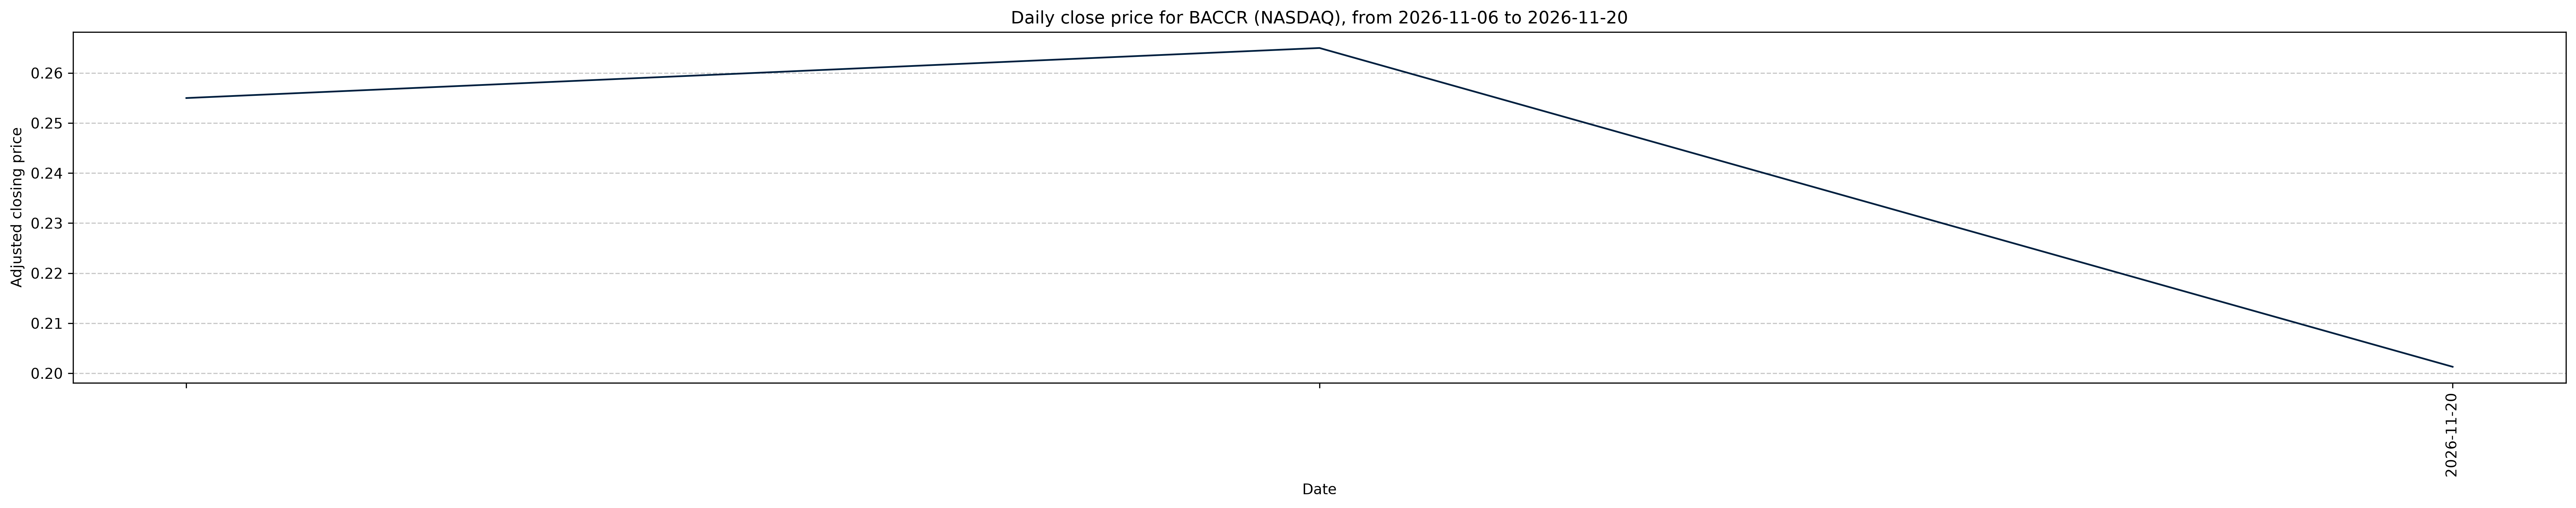 Daily close price for BACCR (NASDAQ), from 2026-11-06 to 2026-11-20
Adjusted closing price
0.26
0.25
0.24
0.23
0.22
0.21
0.20
2026-11-20
Date